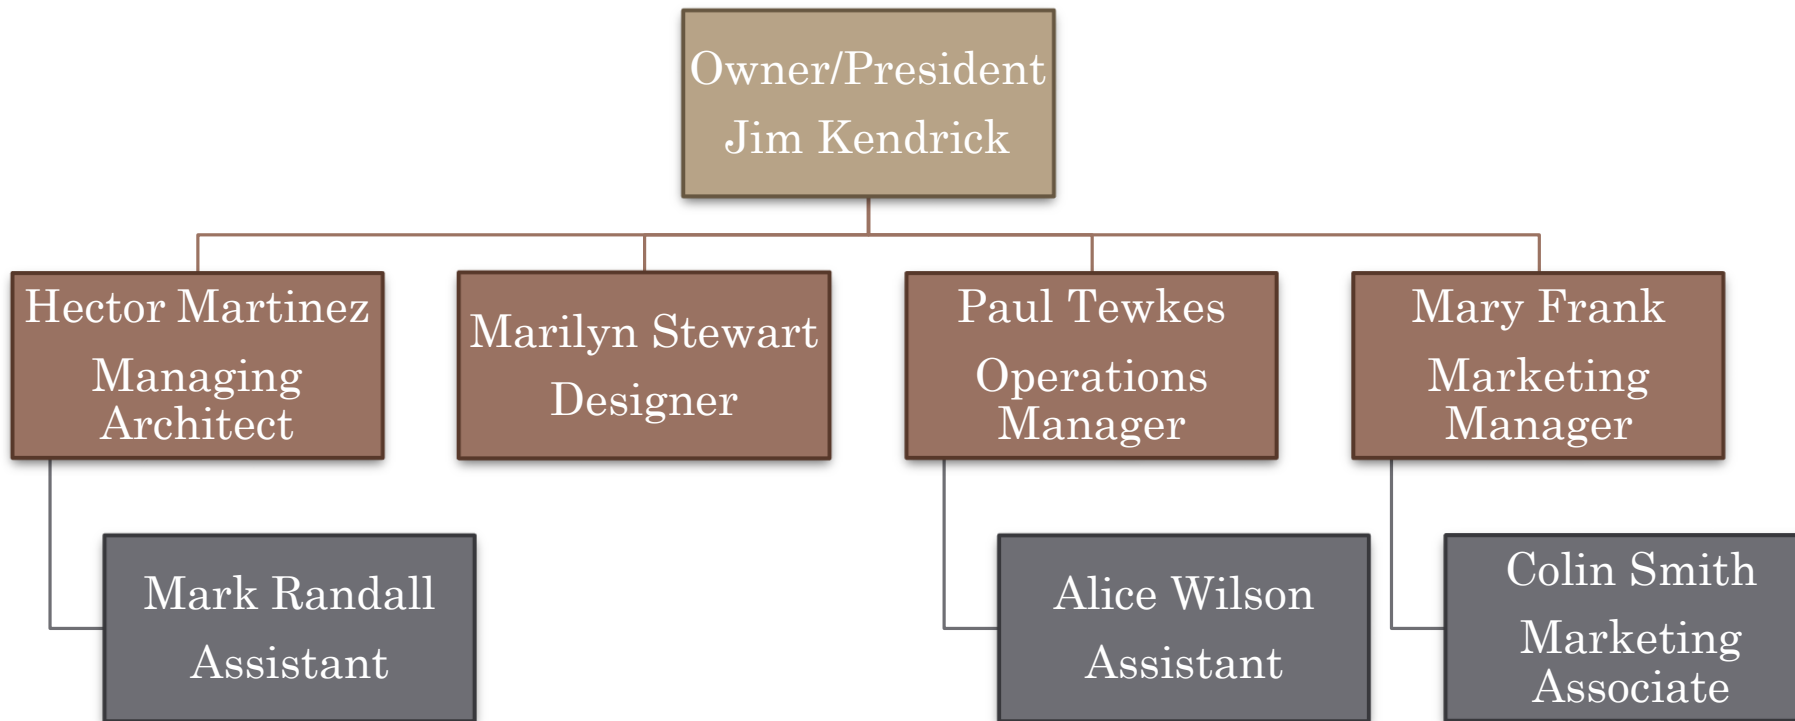 Owner/President
Jim Kendrick
Hector Martinez
Managing
Architect
Marilyn Stewart
Designer
Paul Tewkes
Operations
Manager
Mary Frank
Marketing
Manager
Mark Randall
Assistant
Alice Wilson
Assistant
Colin Smith
Marketing
Associate